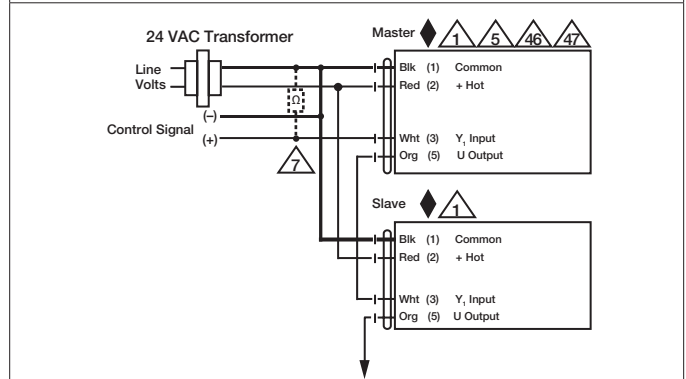 24 VAC Transformer
Line
Volts
(–)
Control Signal
(+)
Ω
7
Master
1
5
46
47
Blk (1) Common
Red (2) + Hot
Wht (3) Y1 Input
Org (5) U Output
Slave
1
Blk (1) Common
Red (2) + Hot
Wht (3) Y1 Input
Org (5) U Output